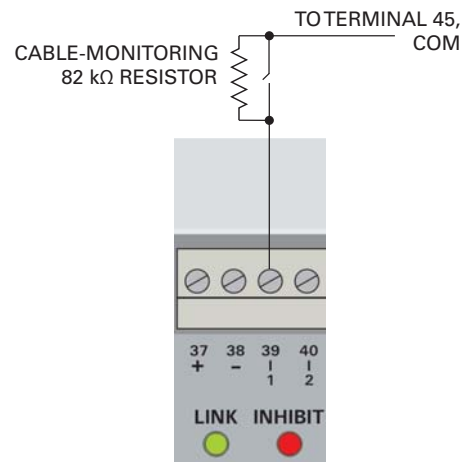 TO TERMINAL 45,
COM
CABLE-MONITORING
82 kΩ RESISTOR
37 38 39 40
+ – I I
1 2
LINK INHIBIT